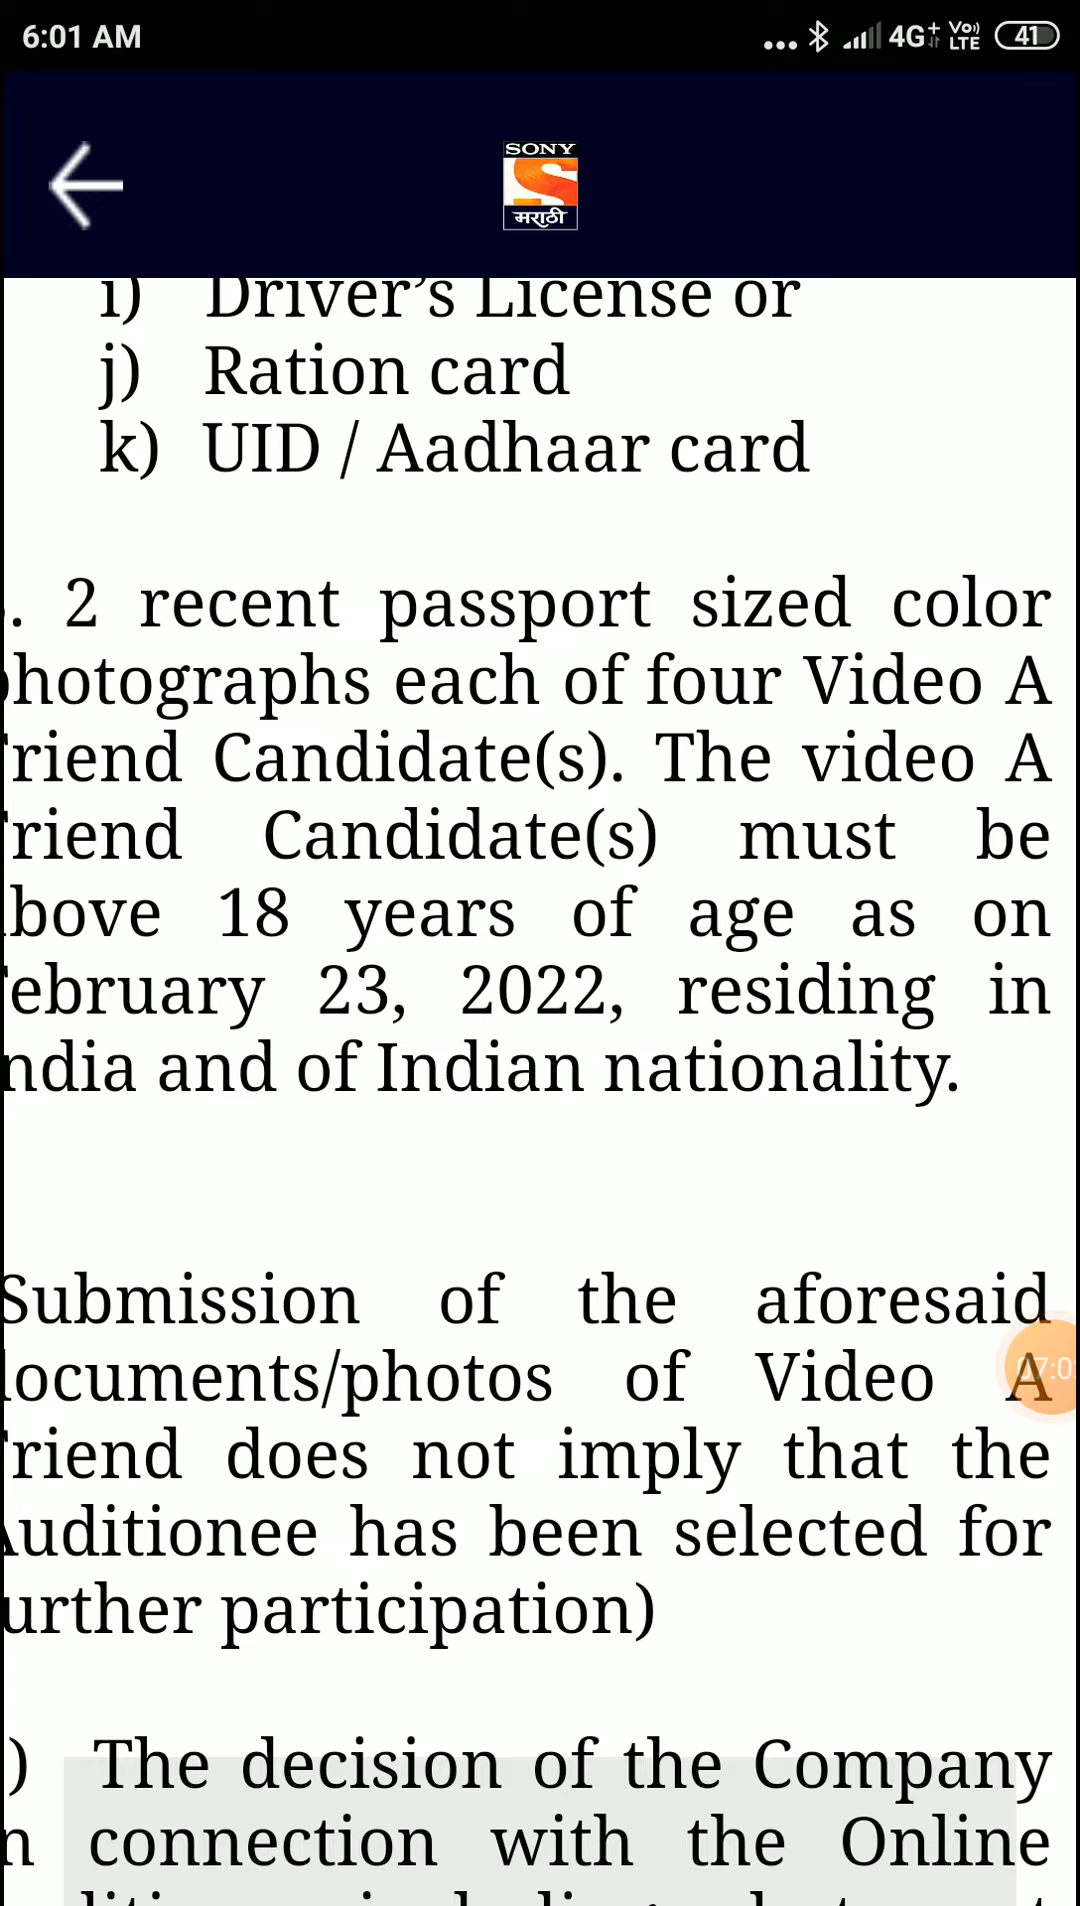 6:01 AM
4G+ VoLTE 41
SONY
मराठी
i) Driver's License or
j) Ration card
k) UID / Aadhaar card
. 2 recent passport sized color
hotographs each of four Video A
riend Candidate(s). The video A
riend Candidate(s) must be
bove 18 years of age as on
ebruary 23, 2022, residing in
ndia and of Indian nationality.
Submission of the aforesaid
ocuments/photos of Video A
07:0
riend does not imply that the
uditionee has been selected for
urther participation)
) The decision of the Company
n connection with the Online